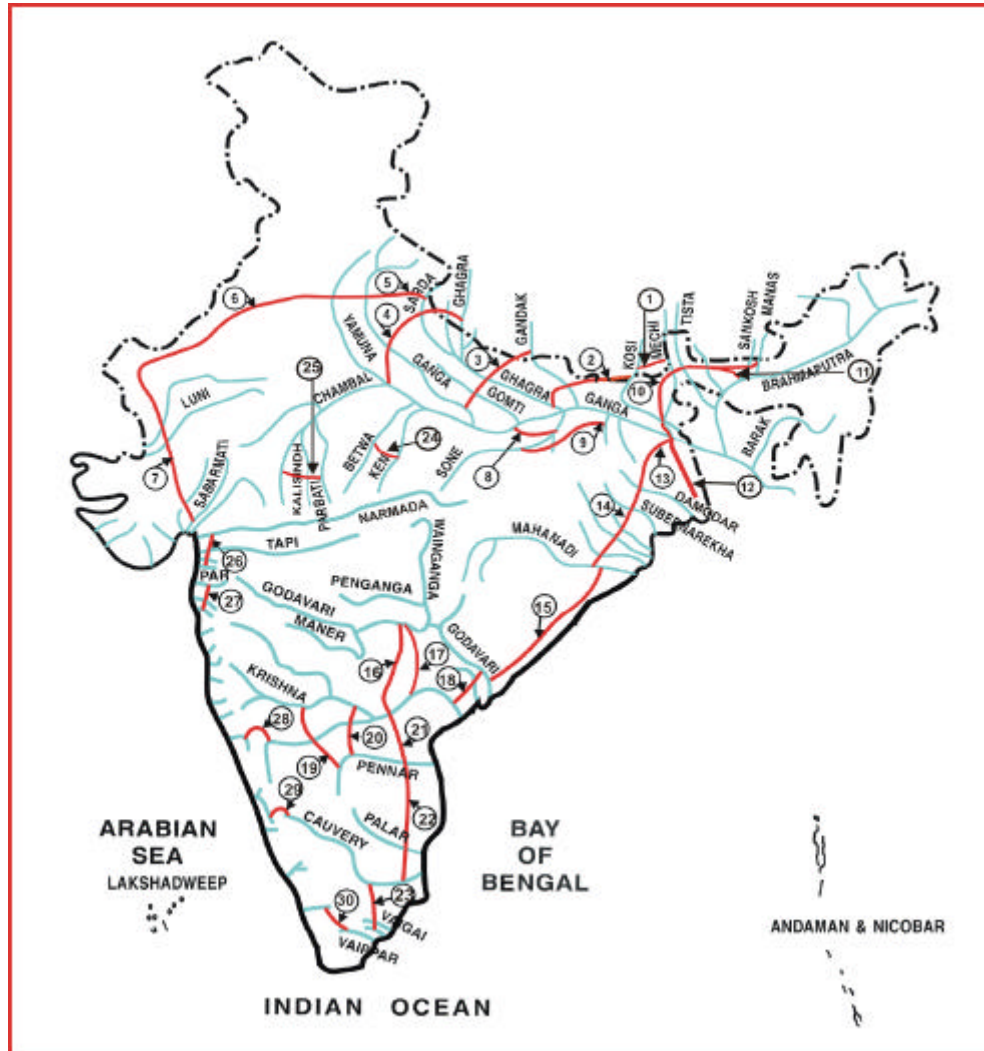 1
MECHI
KOSI
TISTA
SANKOSH
MANAS
5
SARDA
GHAGRA
6
4
GANDAK
YAMUNA
3
2
GHAGRA
GANGA
BRAHMAPUTRA
10
11
25
CHAMBAL
LUNI
GOMTI
GANGA
BARAK
BETWA
24
KEN
SONE
8
9
KALISINDH
PARBATI
7
SABARMATI
13
12
DAMODAR
14
SUBERNAREKHA
NARMADA
MAHANADI
WAINGANGA
TAPI
26
PAR
PENGANGA
27
GODAVARI
MANER
15
GODAVARI
16
17
18
KRISHNA
28
20
21
19
PENNAR
29
22
CAUVERY
PALAR
ARABIAN
SEA
LAKSHADWEEP
BAY
OF
BENGAL
30
23
VAIGAI
VAIPPAR
ANDAMAN & NICOBAR
INDIAN OCEAN